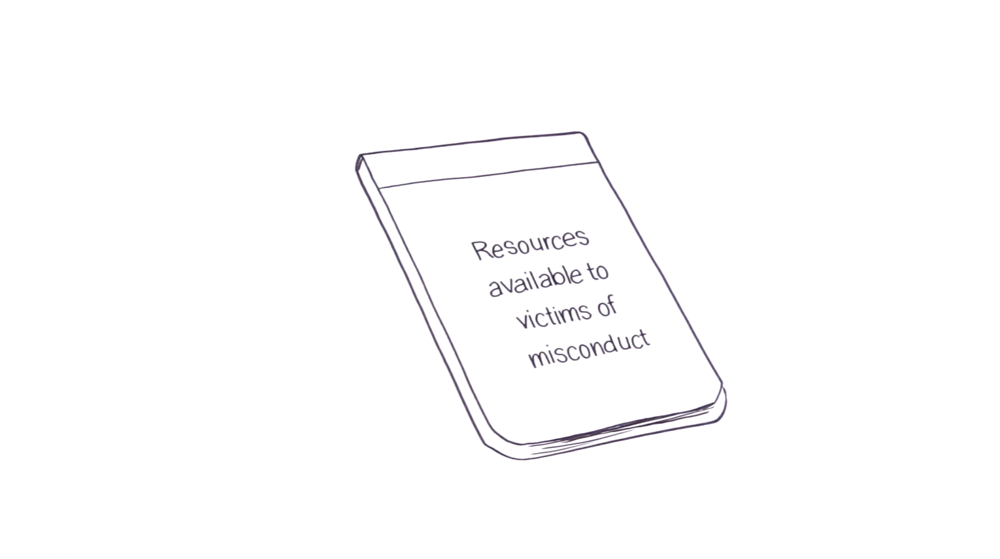 Resources
available to
victims of
misconduct